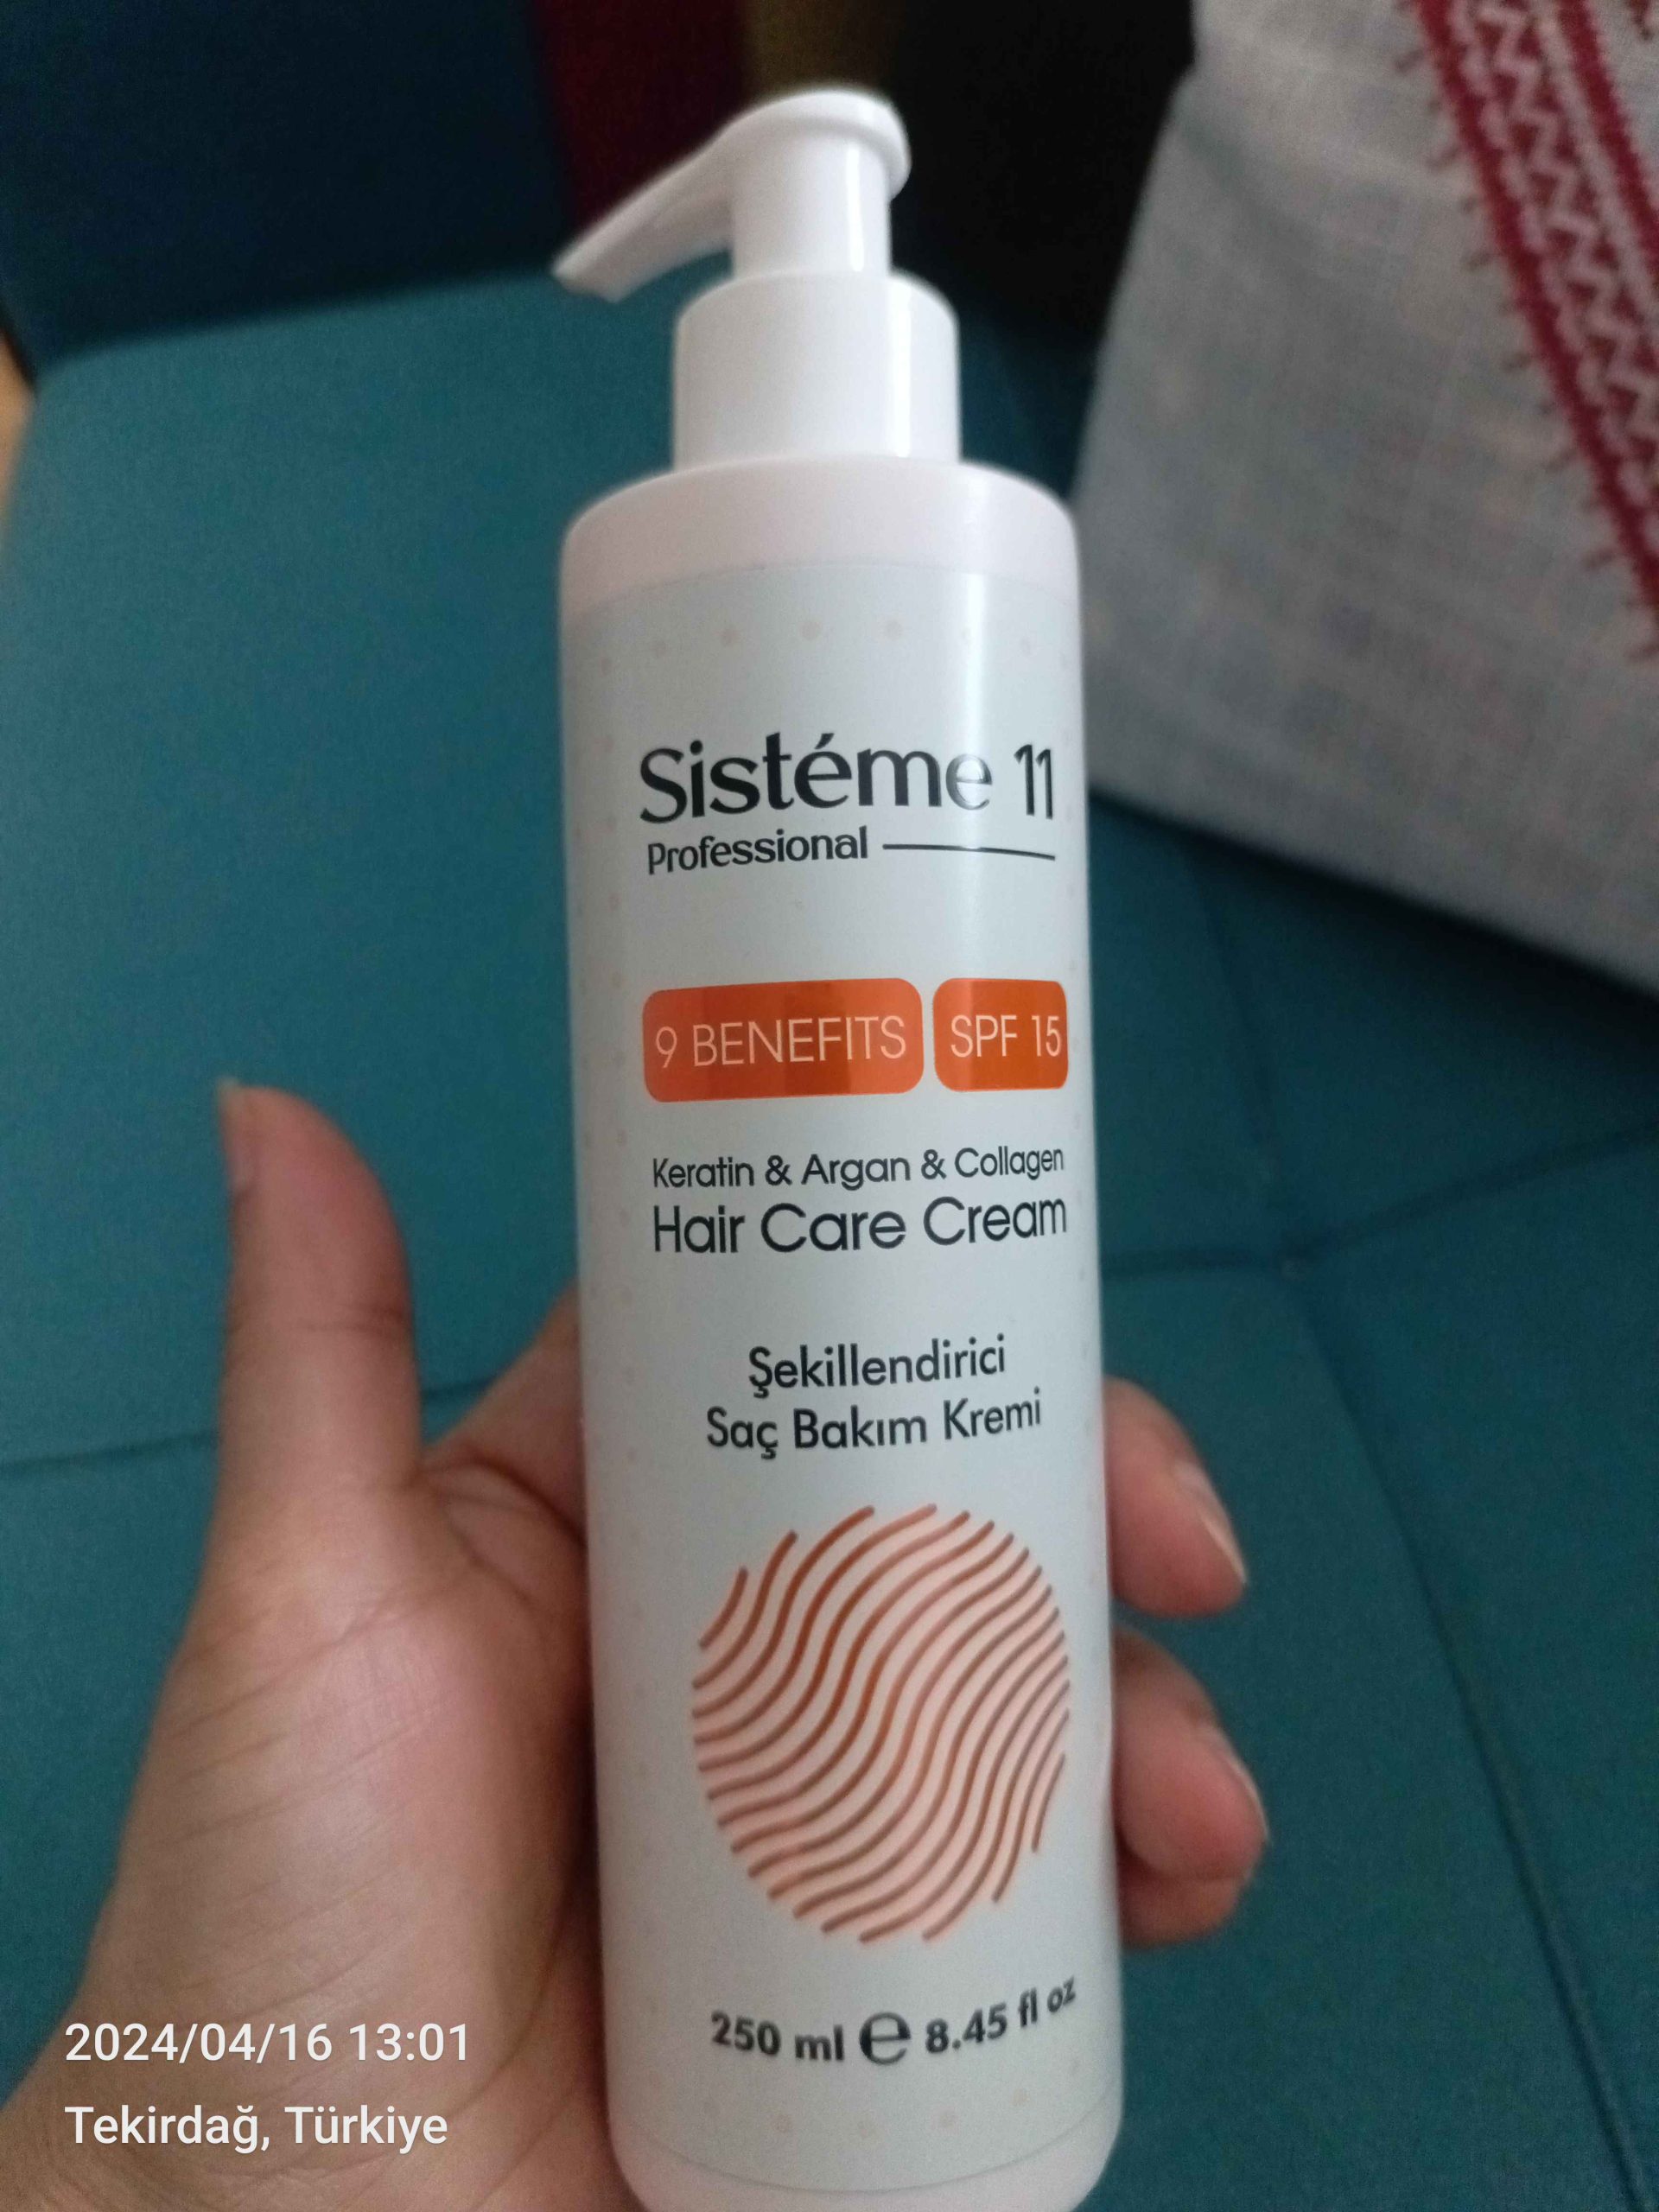 Sistéme 11
Professional
9 BENEFITS SPF 15
Keratin & Argan & Collagen
Hair Care Cream
Şekillendirici
Saç Bakım Kremi
250 ml e 8.45 fl oz
2024/04/16 13:01
Tekirdağ, Türkiye